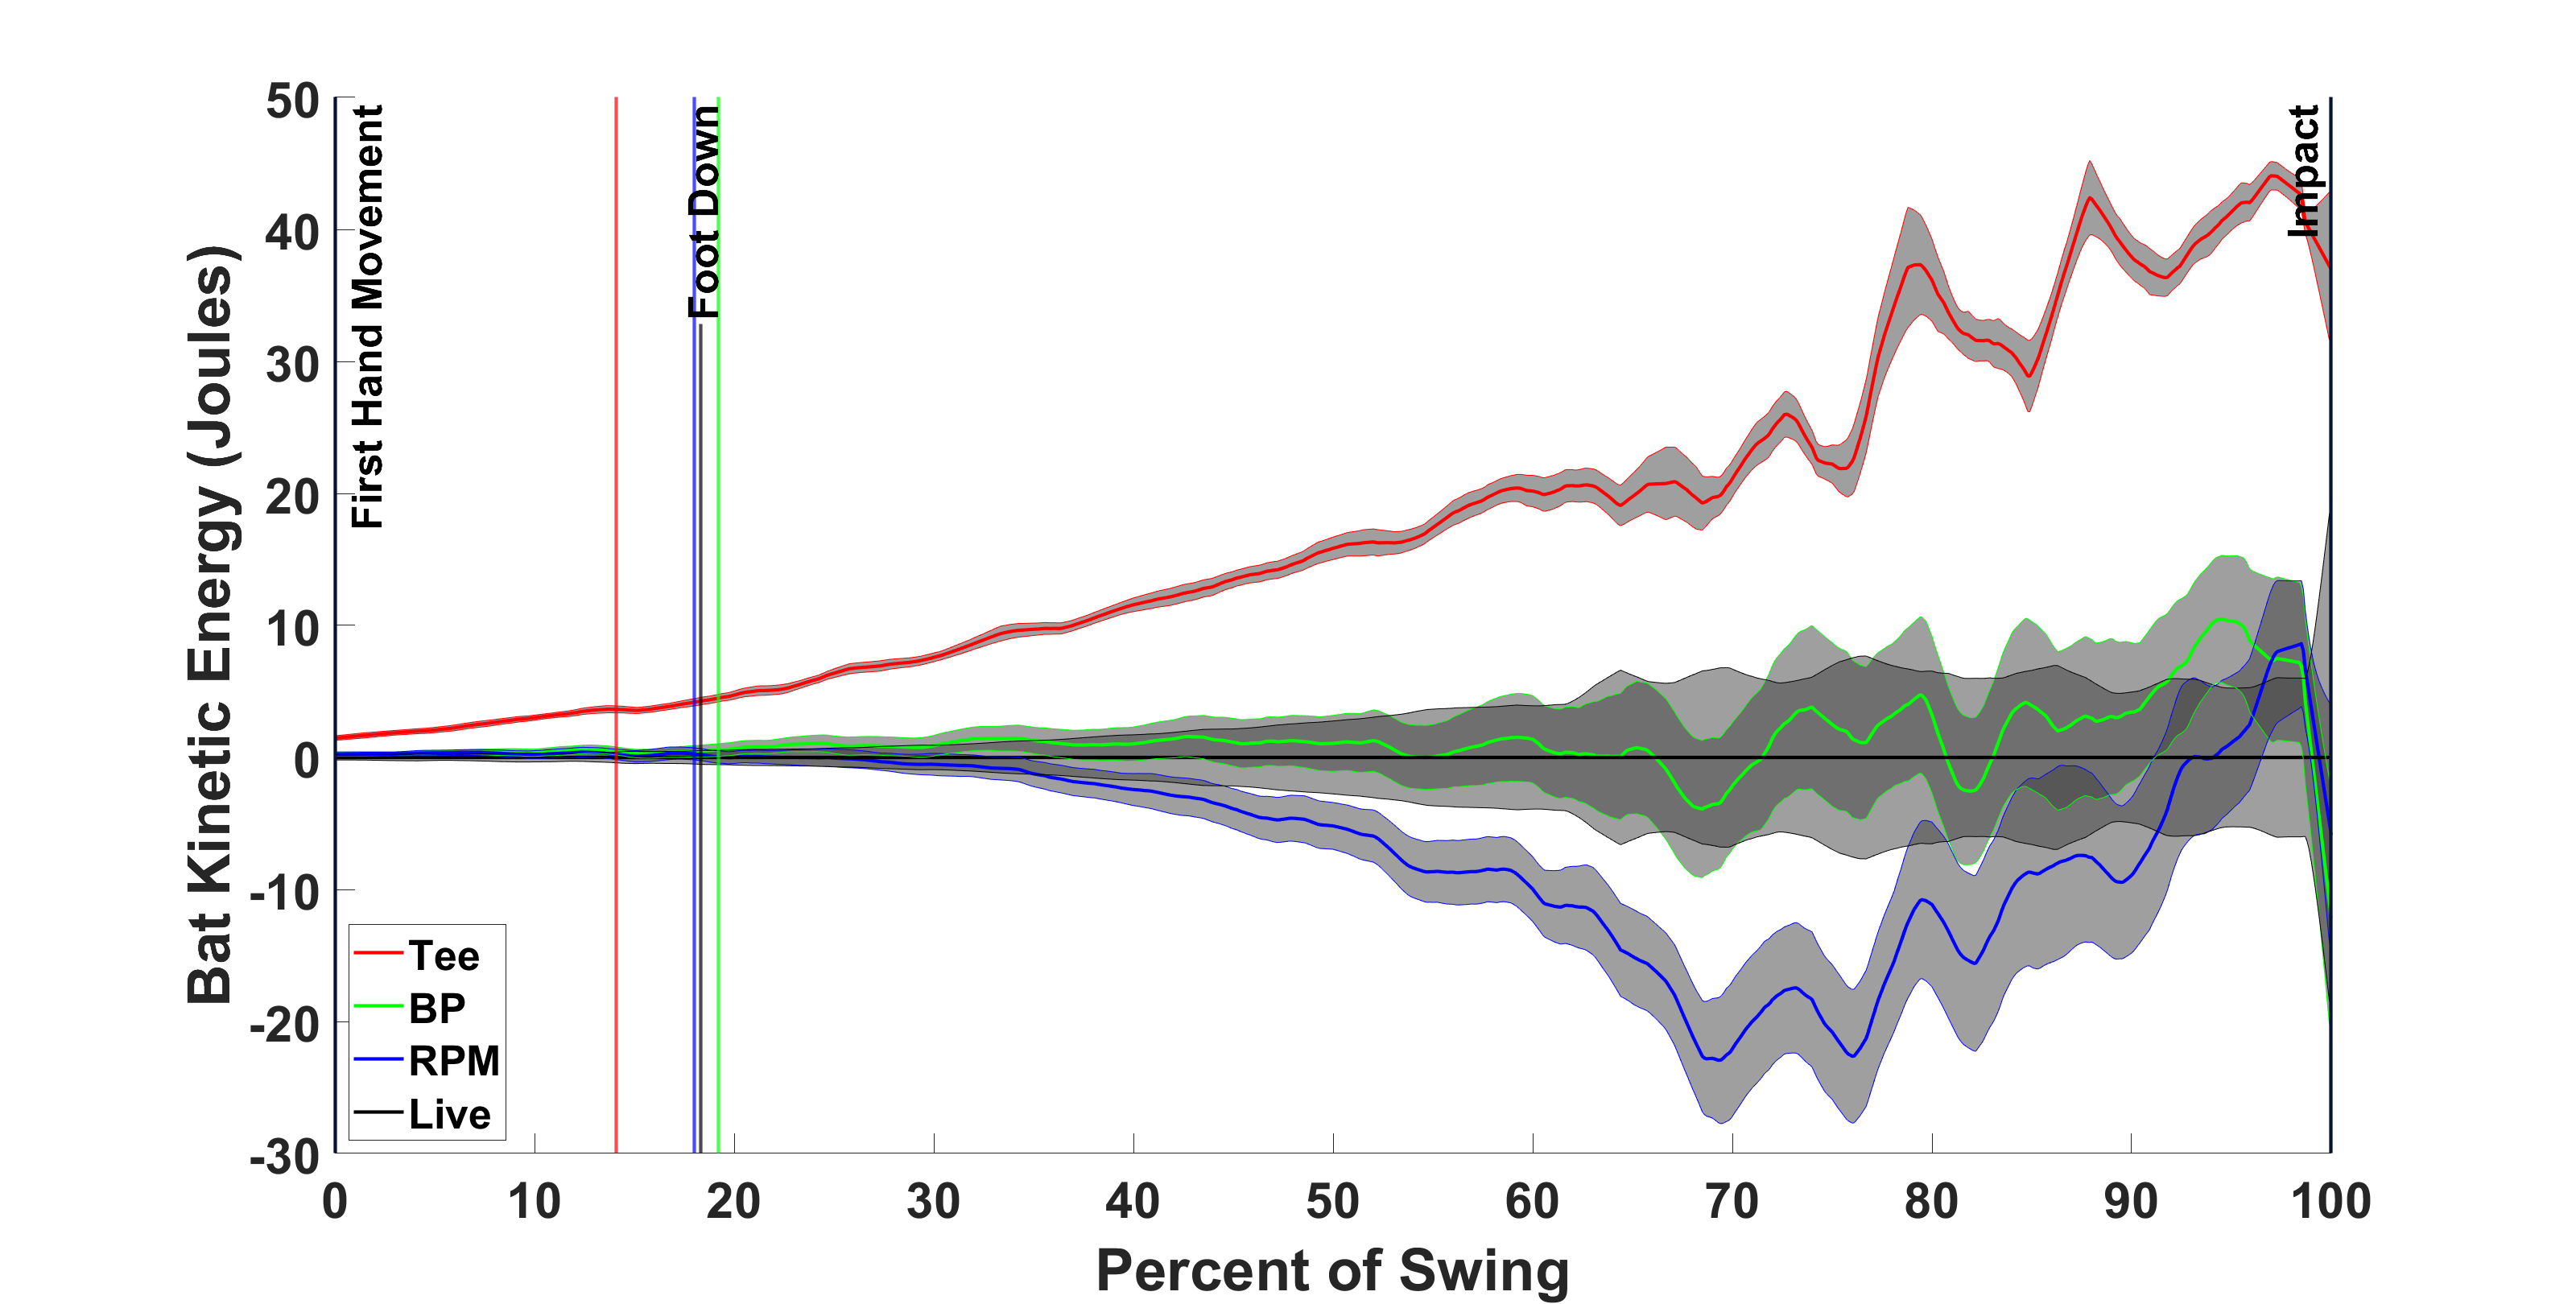 50
40
30
20
10
0
-10
-20
-30
Bat Kinetic Energy (Joules)
First Hand Movement
Foot Down
Impact
Tee
BP
RPM
Live
0 10 20 30 40 50 60 70 80 90 100
Percent of Swing